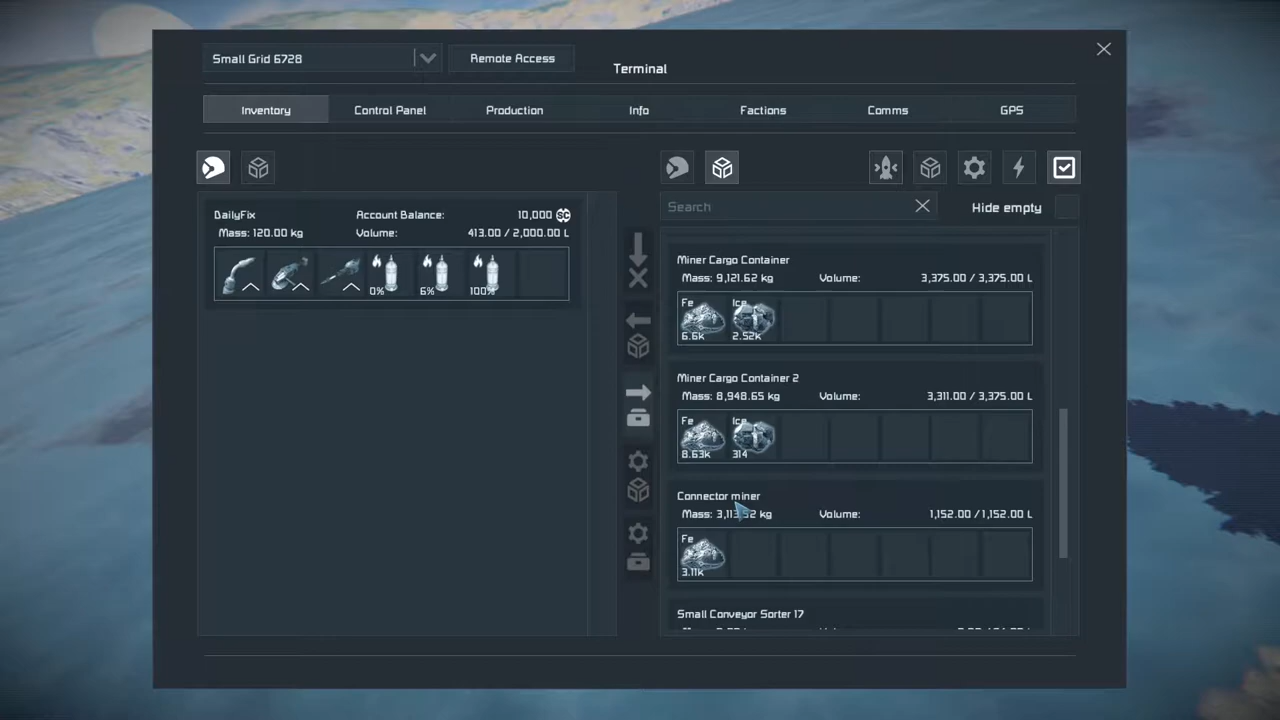 Small Grid 6728
Remote Access
Terminal
Inventory
Control Panel
Production
Info
Factions
Comms
GPS
DailyFix
Account Balance: 10,000 SC
Mass: 120.00 kg
Volume: 413.00 / 2,000.00 L
0%
6%
100%
Search
Hide empty
Miner Cargo Container
Mass: 9,121.62 kg
Volume: 3,375.00 / 3,375.00 L
Fe
Ice
6.6K
2.52K
Miner Cargo Container 2
Mass: 8,948.65 kg
Volume: 3,311.00 / 3,375.00 L
Fe
Ice
8.63K
314
Connector miner
Mass: kg
Volume: 1,152.00 / 1,152.00 L
Fe
3.11K
Small Conveyor Sorter 17